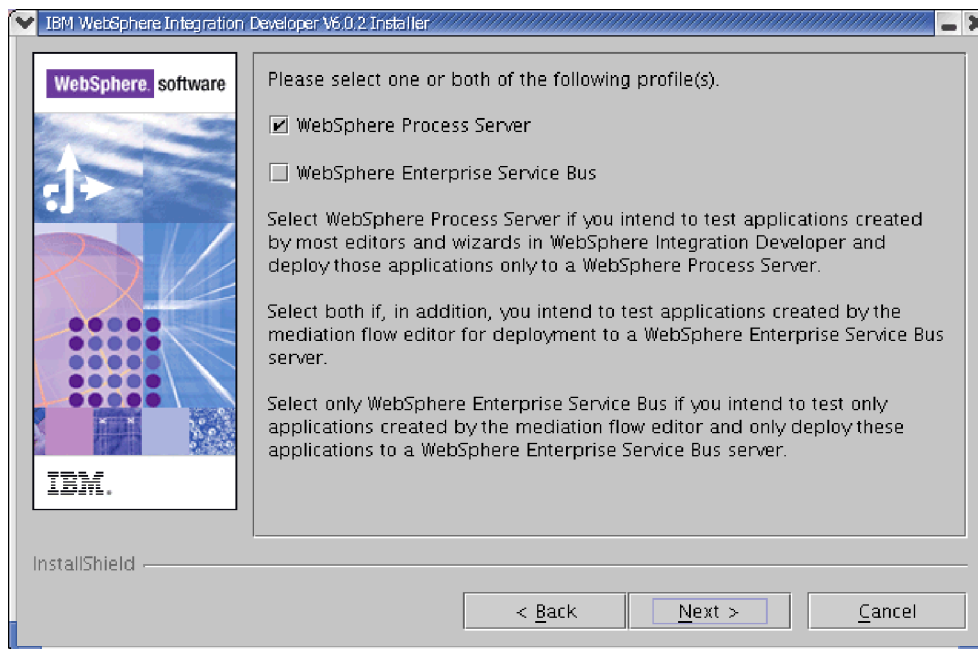 IBM WebSphere Integration Developer V6.0.2 Installer
WebSphere. software
Please select one or both of the following profile(s).
WebSphere Process Server
WebSphere Enterprise Service Bus
Select WebSphere Process Server if you intend to test applications created
by most editors and wizards in WebSphere Integration Developer and
deploy those applications only to a WebSphere Process Server.
Select both if, in addition, you intend to test applications created by the
mediation flow editor for deployment to a WebSphere Enterprise Service Bus
server.
Select only WebSphere Enterprise Service Bus if you intend to test only
applications created by the mediation flow editor and only deploy these
applications to a WebSphere Enterprise Service Bus server.
IBM.
InstallShield
< Back
Next >
Cancel